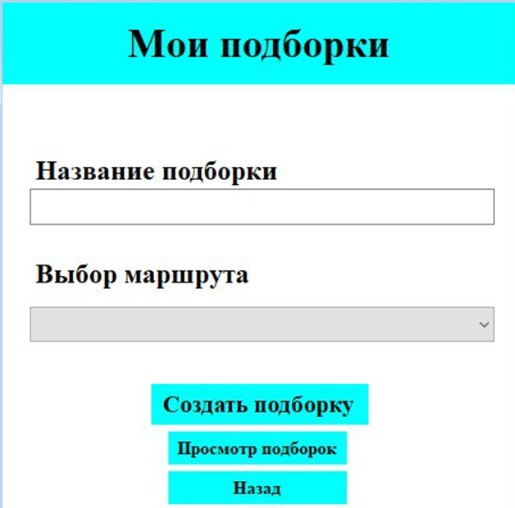 Мои подборки
Название подборки
Выбор маршрута
Создать подборку
Просмотр подборок
Назад